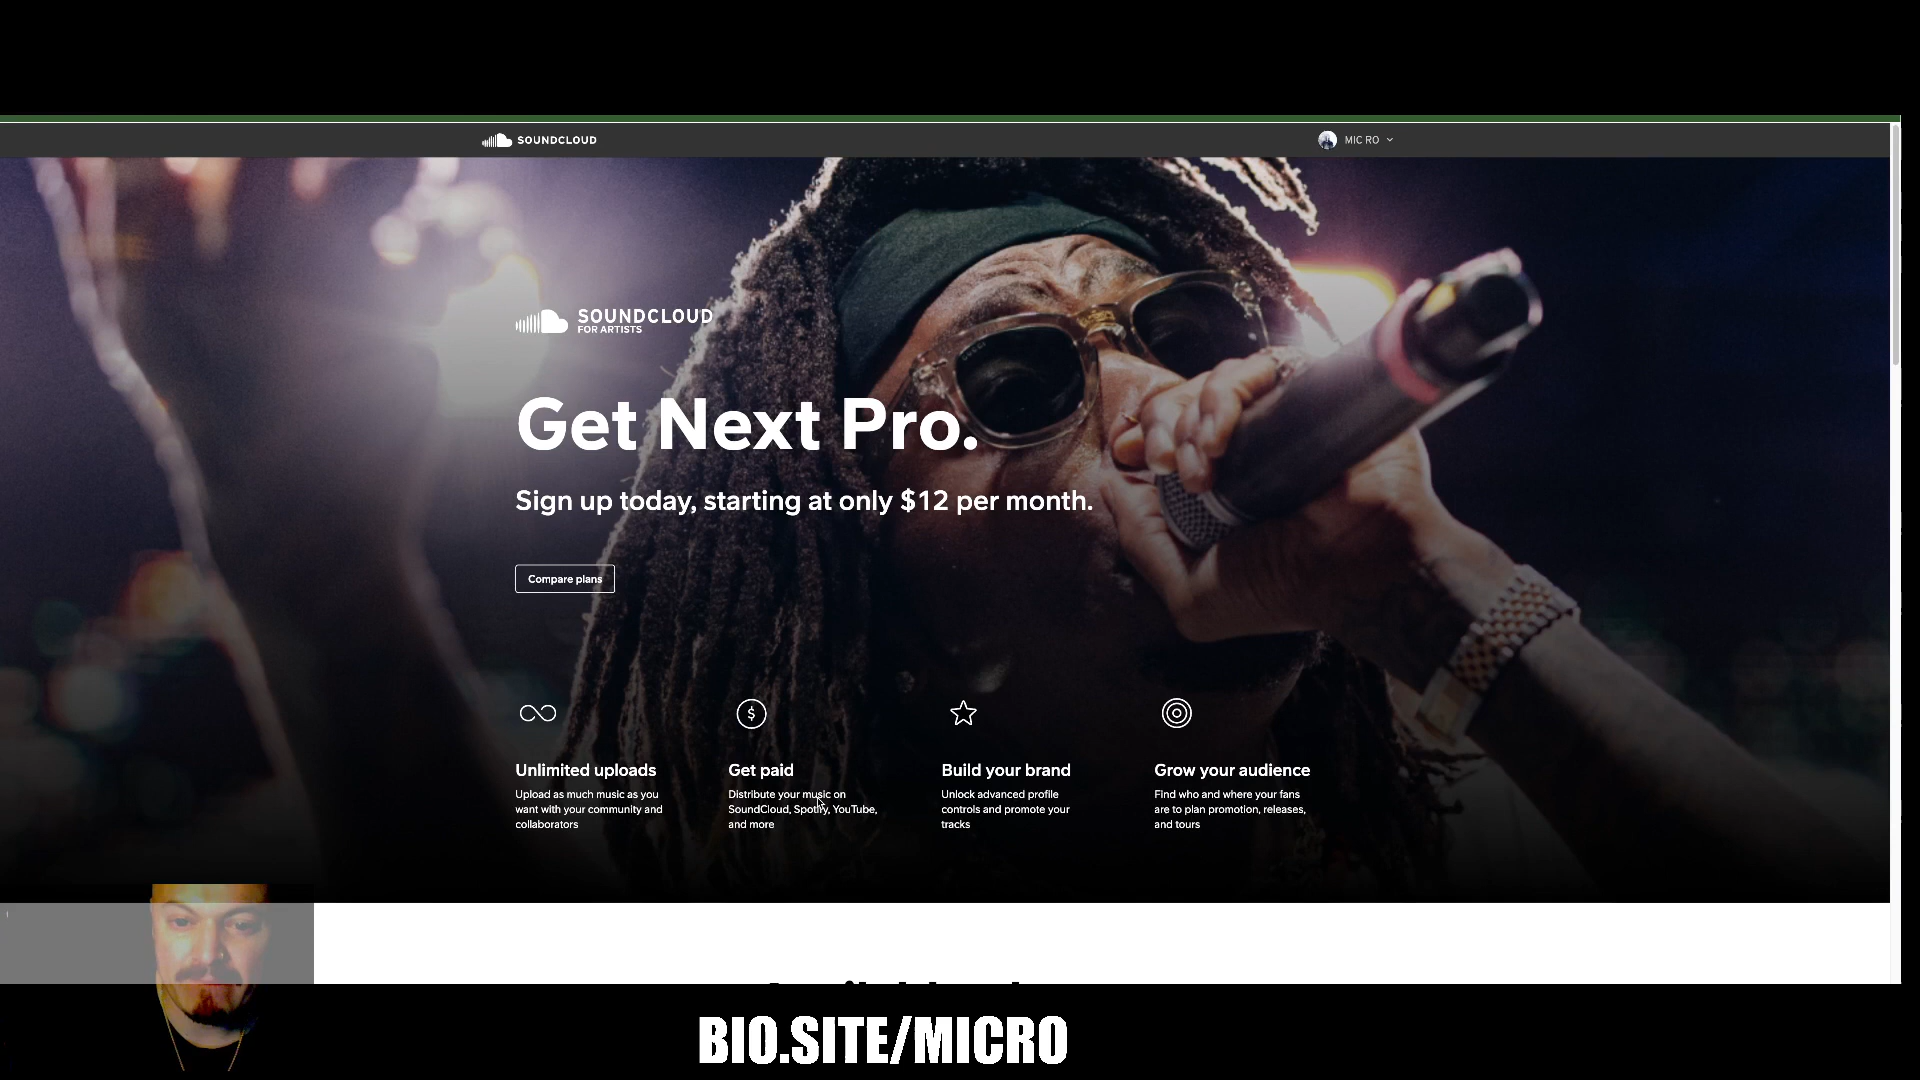 SOUNDCLOUD
MIC RO
SOUNDCLOUD
FOR ARTISTS
GUCCI
Get Next Pro.
Sign up today, starting at only $12 per month.
Compare plans
$
Unlimited uploads
Upload as much music as you
want with your community and
collaborators
Get paid
Distribute your music on
SoundCloud, Spotify, YouTube,
and more
Build your brand
Unlock advanced profile
controls and promote your
tracks
Grow your audience
Find who and where your fans
are to plan promotion, releases,
and tours
BIO.SITE/MICRO